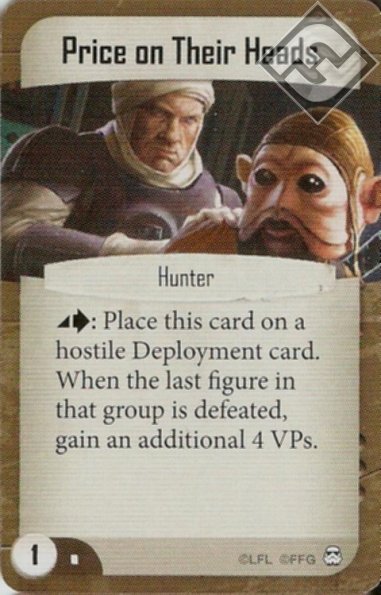 Price on Their Heads
Hunter
: Place this card on a
hostile Deployment card.
When the last figure in
that group is defeated,
gain an additional 4 VPs.
1
©LFL ©FFG